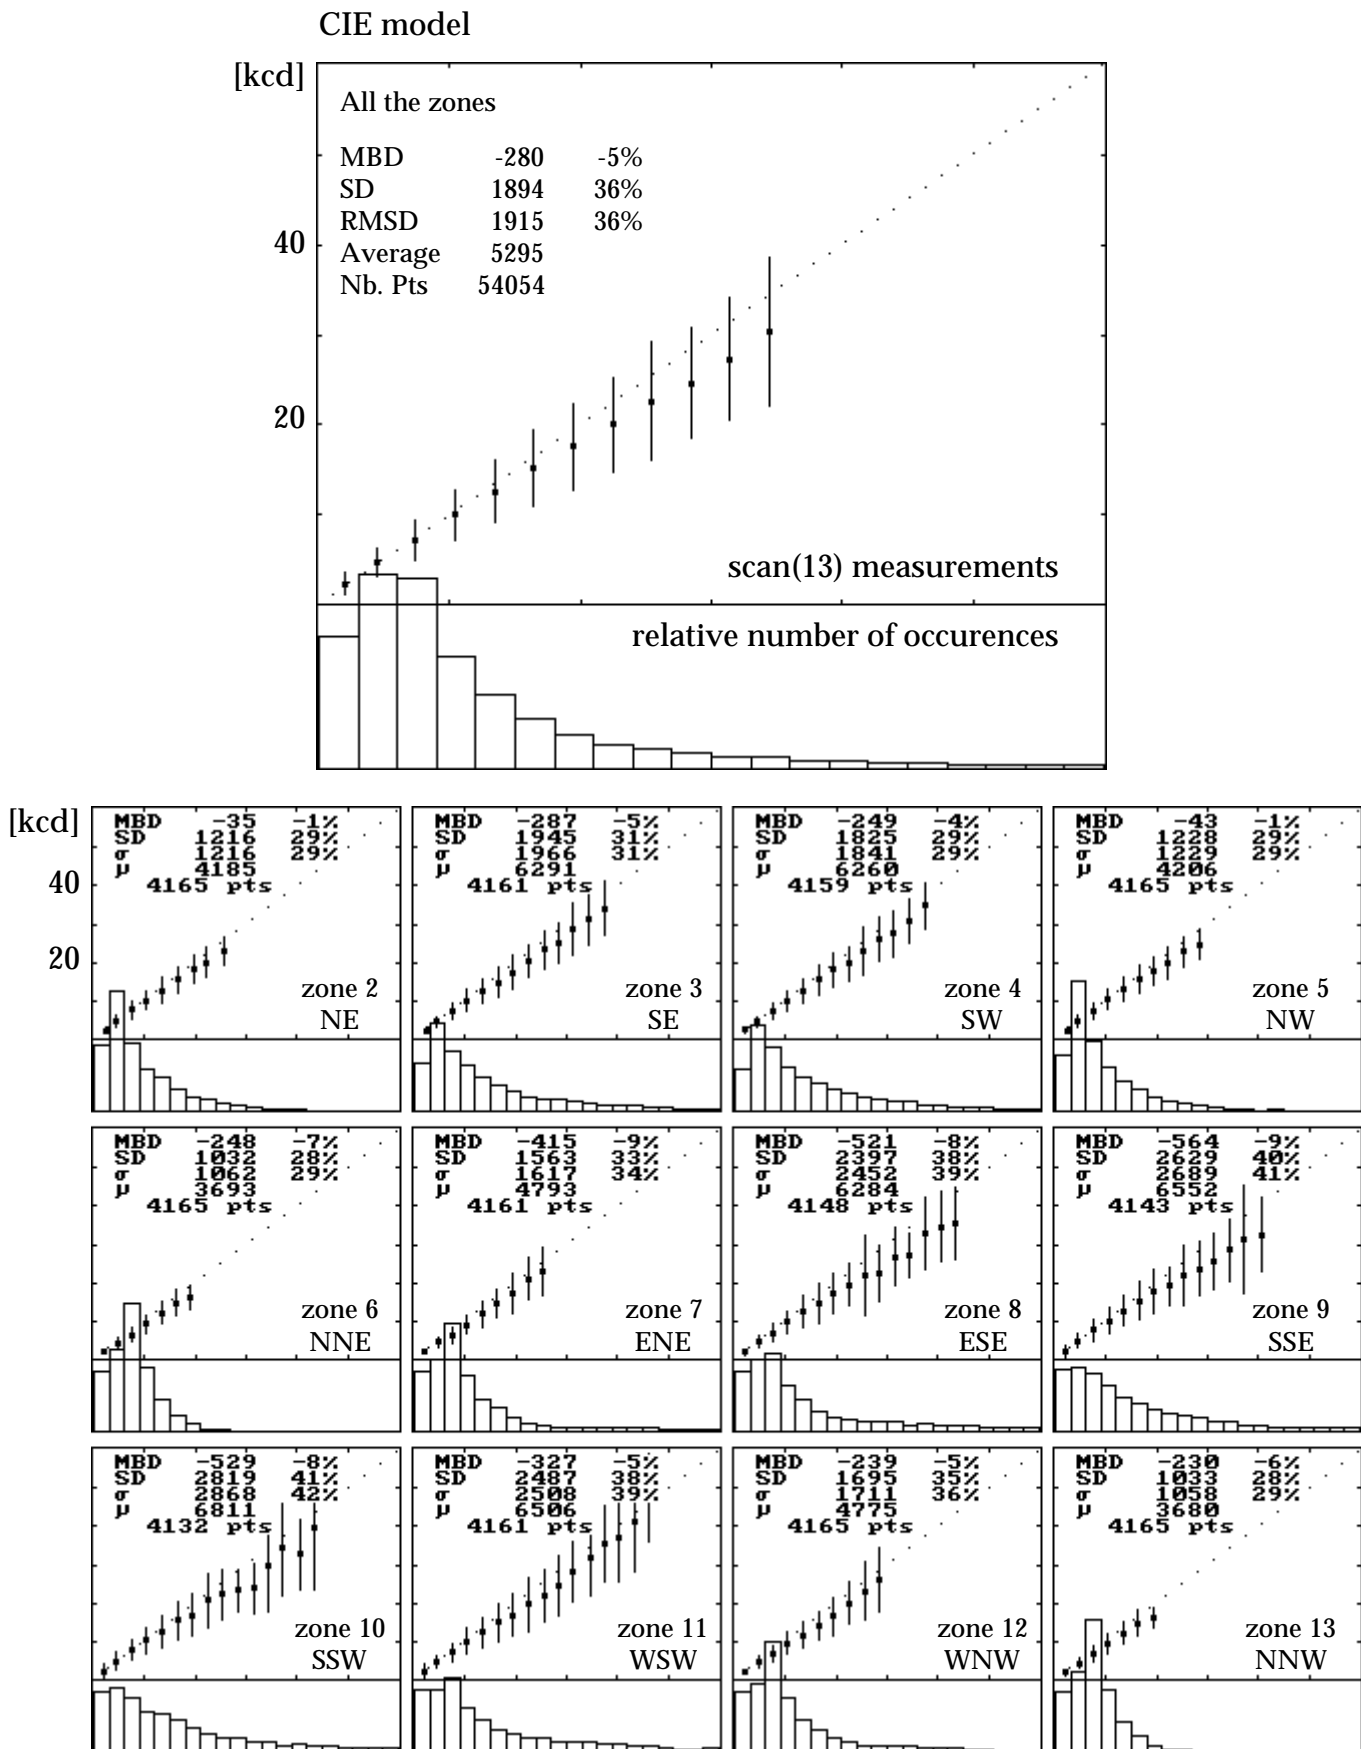 CIE model
[kcd]
All the zones
MBD -280 -5%
SD 1894 36%
RMSD 1915 36%
Average 5295
Nb. Pts 54054
40
20
scan(13) measurements
relative number of occurences
[kcd]
40
20
MBD -35 -1%
SD 1216 29%
σ 1216 29%
μ 4185
4165 pts
zone 2
NE
MBD -287 -5%
SD 1945 31%
σ 1966 31%
μ 6291
4161 pts
zone 3
SE
MBD -249 -4%
SD 1825 29%
σ 1841 29%
μ 6260
4159 pts
zone 4
SW
MBD -43 -1%
SD 1228 29%
σ 1229 29%
μ 4206
4165 pts
zone 5
NW
MBD -248 -7%
SD 1032 28%
σ 1062 29%
μ 3693
4165 pts
zone 6
NNE
MBD -415 -9%
SD 1563 33%
σ 1617 34%
μ 4793
4161 pts
zone 7
ENE
MBD -521 -8%
SD 2397 38%
σ 2452 39%
μ 6284
4148 pts
zone 8
ESE
MBD -564 -9%
SD 2629 40%
σ 2689 41%
μ 6552
4143 pts
zone 9
SSE
MBD -529 -8%
SD 2819 41%
σ 2868 42%
μ 6811
4132 pts
zone 10
SSW
MBD -327 -5%
SD 2487 38%
σ 2508 39%
μ 6506
4161 pts
zone 11
WSW
MBD -239 -5%
SD 1695 35%
σ 1711 36%
μ 4775
4165 pts
zone 12
WNW
MBD -230 -6%
SD 1033 28%
σ 1058 29%
μ 3680
4165 pts
zone 13
NNW